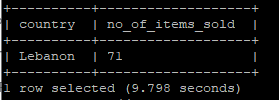 +-----------+--------------------+
| country | no_of_items_sold |
+-----------+--------------------+
| Lebanon | 71 |
+-----------+--------------------+
1 row selected (9.798 seconds)